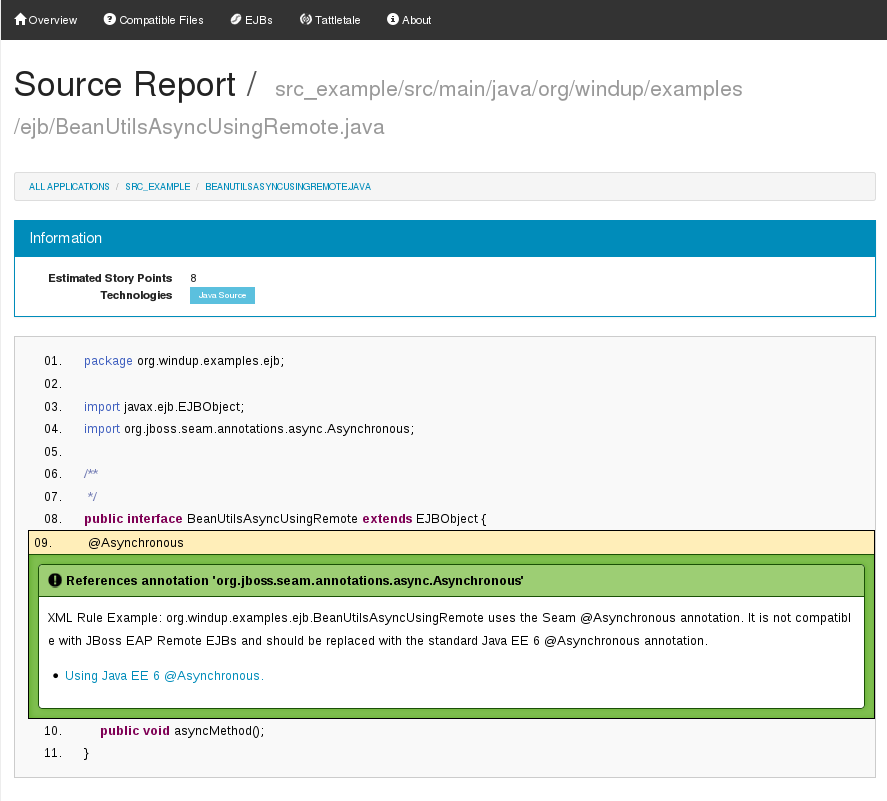 Overview Compatible Files EJBs Tattletale About
Source Report / src_example/src/main/java/org/windup/examples
/ejb/BeanUtilsAsyncUsingRemote.java
ALL APPLICATIONS / SRC_EXAMPLE / BEANUTILSASYNCUSINGREMOTE.JAVA
Information
Estimated Story Points 8
Technologies Java Source
01. package org.windup.examples.ejb;
02.
03. import javax.ejb.EJBObject;
04. import org.jboss.seam.annotations.async.Asynchronous;
05.
06. /**
07. */
08. public interface BeanUtilsAsyncUsingRemote extends EJBObject {
09. @Asynchronous
References annotation 'org.jboss.seam.annotations.async.Asynchronous'
XML Rule Example: org.windup.examples.ejb.BeanUtilsAsyncUsingRemote uses the Seam @Asynchronous annotation. It is not compatibl
e with JBoss EAP Remote EJBs and should be replaced with the standard Java EE 6 @Asynchronous annotation.
• Using Java EE 6 @Asynchronous.
10. public void asyncMethod();
11. }